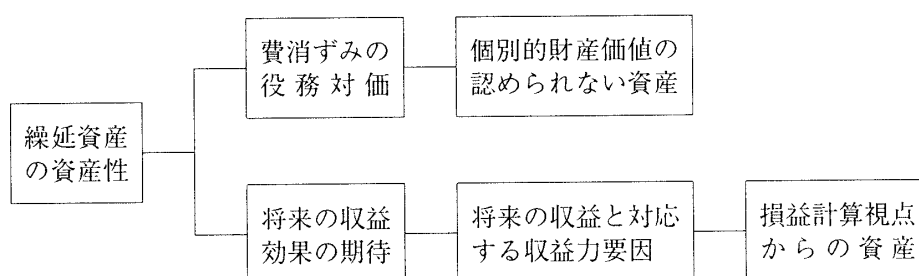 繰延資産
の資産性
費消ずみの
役務対価
個別的財産価値の
認められない資産
将来の収益
効果の期待
将来の収益と対応
する収益力要因
損益計算視点
からの資産